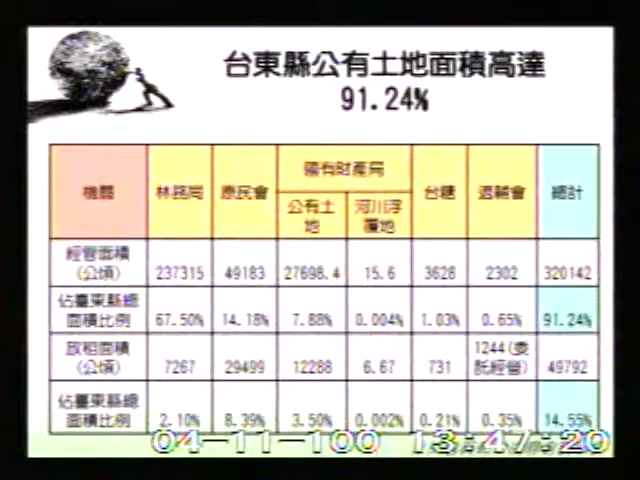 台東縣公有土地面積高達
91.24%
機關 林務局 原民會 國有財產局 台糖 退輔會 總計
公有土地 河川浮覆地
經營面積(公頃) 237315 49183 27698.4 15.6 3628 2302 320142
佔臺東縣總面積比例 67.50% 14.18% 7.88% 0.004% 1.03% 0.65% 91.24%
放租面積(公頃) 7267 29499 12288 6.67 731 1244(委託經營) 49792
佔臺東縣總面積比例 2.10% 8.39% 3.50% 0.002% 0.21% 0.35% 14.55%
04-11-100 13:47:20